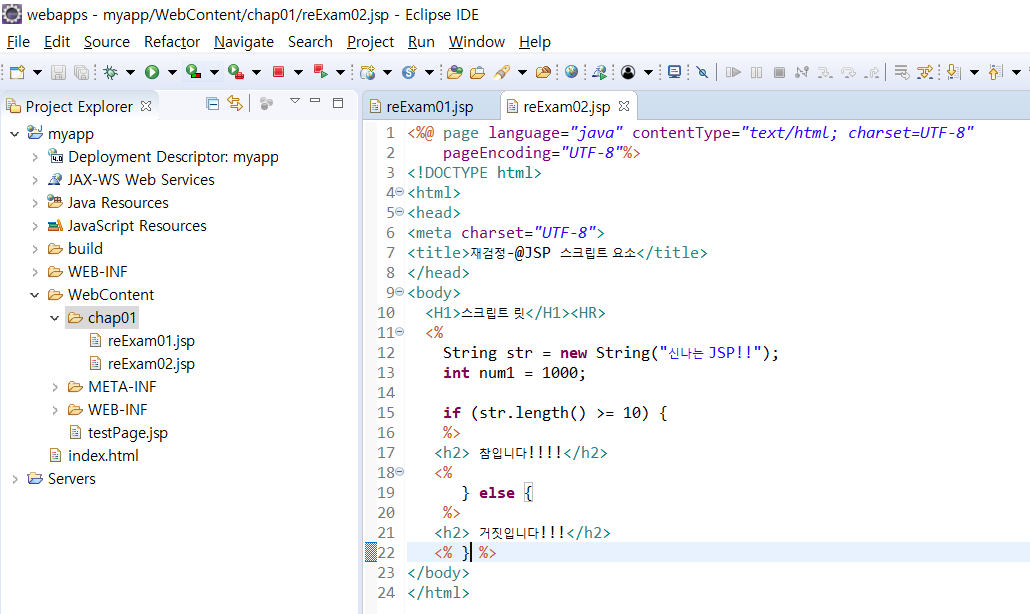 webapps - myapp/WebContent/chap01/reExam02.jsp - Eclipse IDE
File Edit Source Refactor Navigate Search Project Run Window Help
Project Explorer
myapp
Deployment Descriptor: myapp
JAX-WS Web Services
Java Resources
JavaScript Resources
build
WEB-INF
WebContent
chap01
reExam01.jsp
reExam02.jsp
META-INF
WEB-INF
testPage.jsp
index.html
Servers
reExam01.jsp reExam02.jsp
1 <%@ page language="java" contentType="text/html; charset=UTF-8"
2     pageEncoding="UTF-8"%>
3 <!DOCTYPE html>
4 <html>
5 <head>
6 <meta charset="UTF-8">
7 <title>재검정-@JSP 스크립트 요소</title>
8 </head>
9 <body>
10   <H1>스크립트 릿</H1><HR>
11   <%
12     String str = new String("신나는 JSP!!");
13     int num1 = 1000;
14
15     if (str.length() >= 10) {
16     %>
17    <h2> 참입니다!!!!</h2>
18    <%
19       } else {
20     %>
21    <h2> 거짓입니다!!!</h2>
22    <% } %>
23 </body>
24 </html>